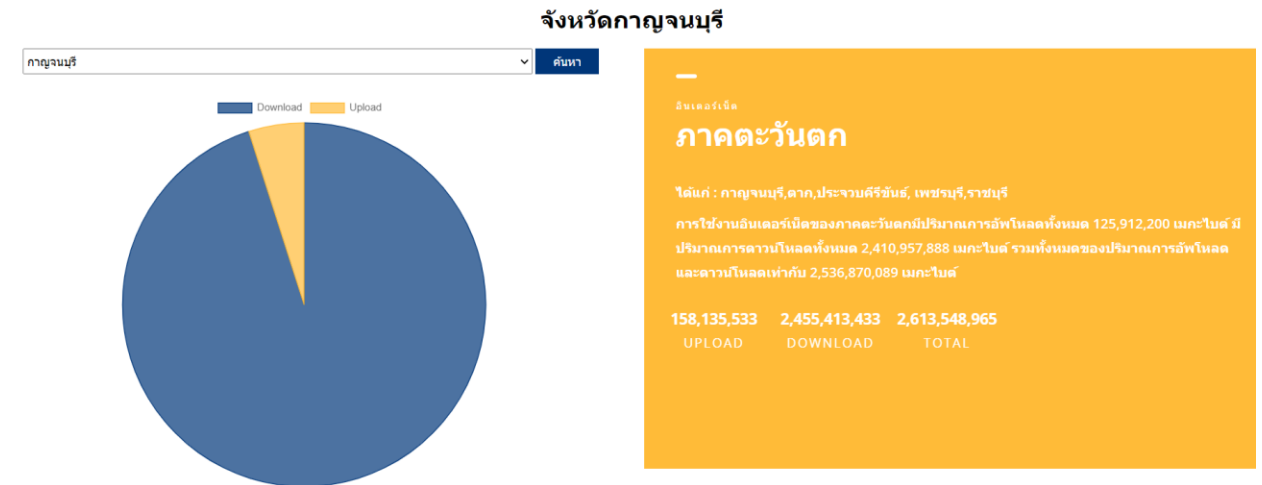 จังหวัดกาญจนบุรี
กาญจนบุรี
ค้นหา
Download Upload
อินเตอร์เน็ต
ภาคตะวันตก
ได้แก่ : กาญจนบุรี,ตาก,ประจวบคีรีขันธ์, เพชรบุรี,ราชบุรี
การใช้งานอินเตอร์เน็ตของภาคตะวันตกมีปริมาณการอัพโหลดทั้งหมด 125,912,200 เมกะไบต์ มี
ปริมาณการดาวน์โหลดทั้งหมด 2,410,957,888 เมกะไบต์ รวมทั้งหมดของปริมาณการอัพโหลด
และดาวน์โหลดเท่ากับ 2,536,870,089 เมกะไบต์
158,135,533 2,455,413,433 2,613,548,965
UPLOAD DOWNLOAD TOTAL